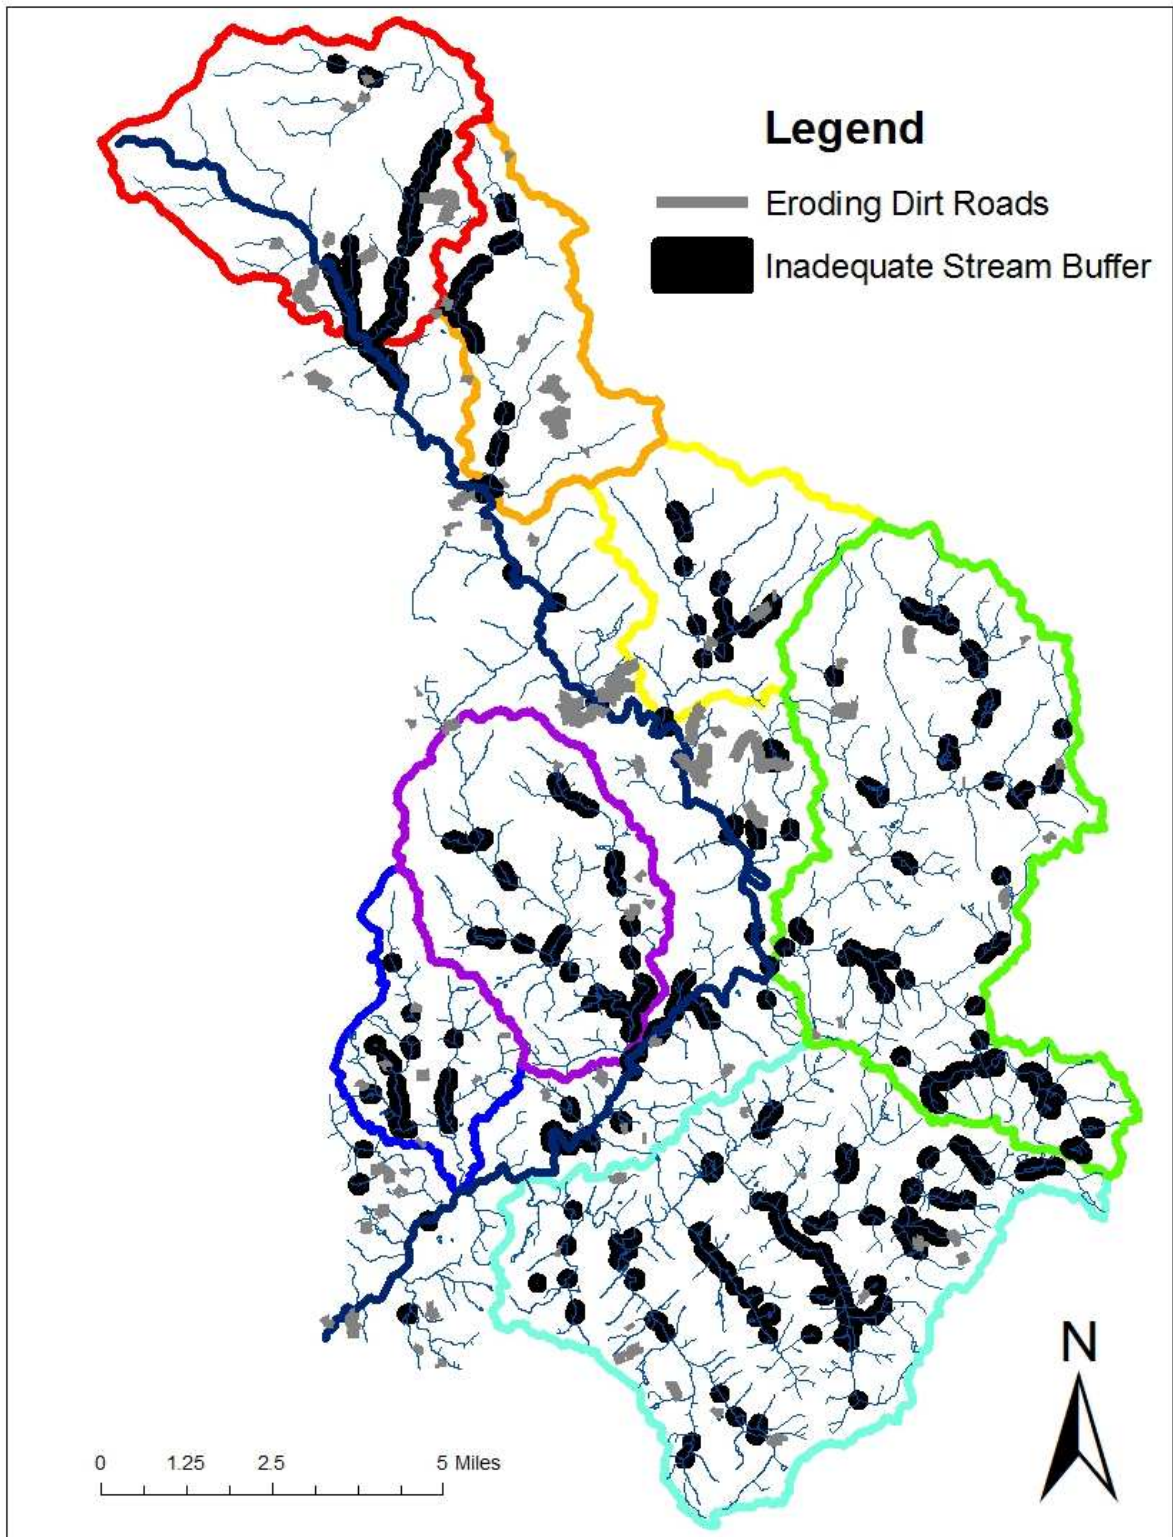 Legend
Eroding Dirt Roads
Inadequate Stream Buffer
N
0 1.25 2.5 5 Miles